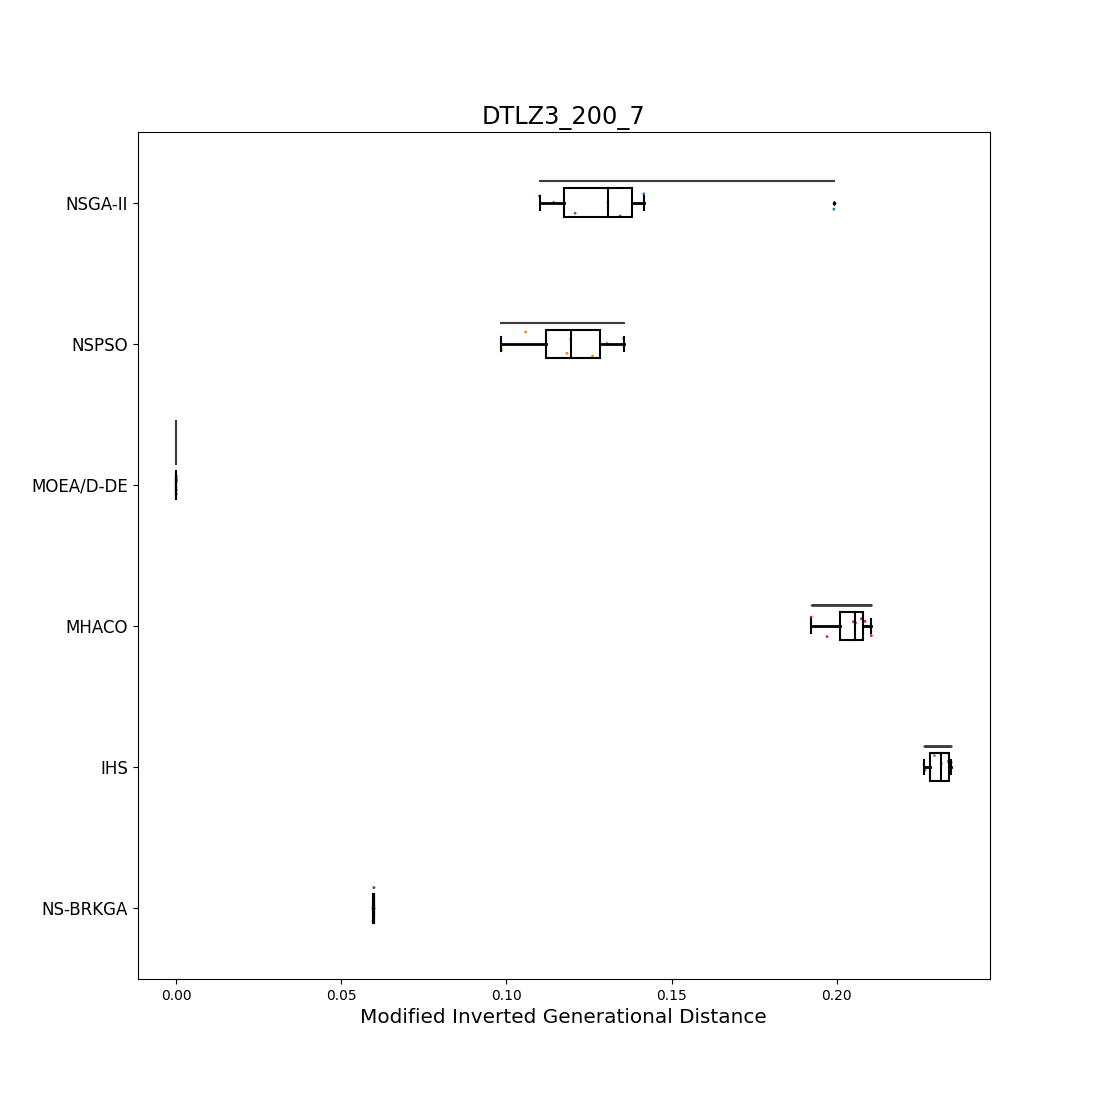 DTLZ3_200_7
NSGA-II
NSPSO
MOEA/D-DE
MHACO
IHS
NS-BRKGA
0.00 0.05 0.10 0.15 0.20
Modified Inverted Generational Distance